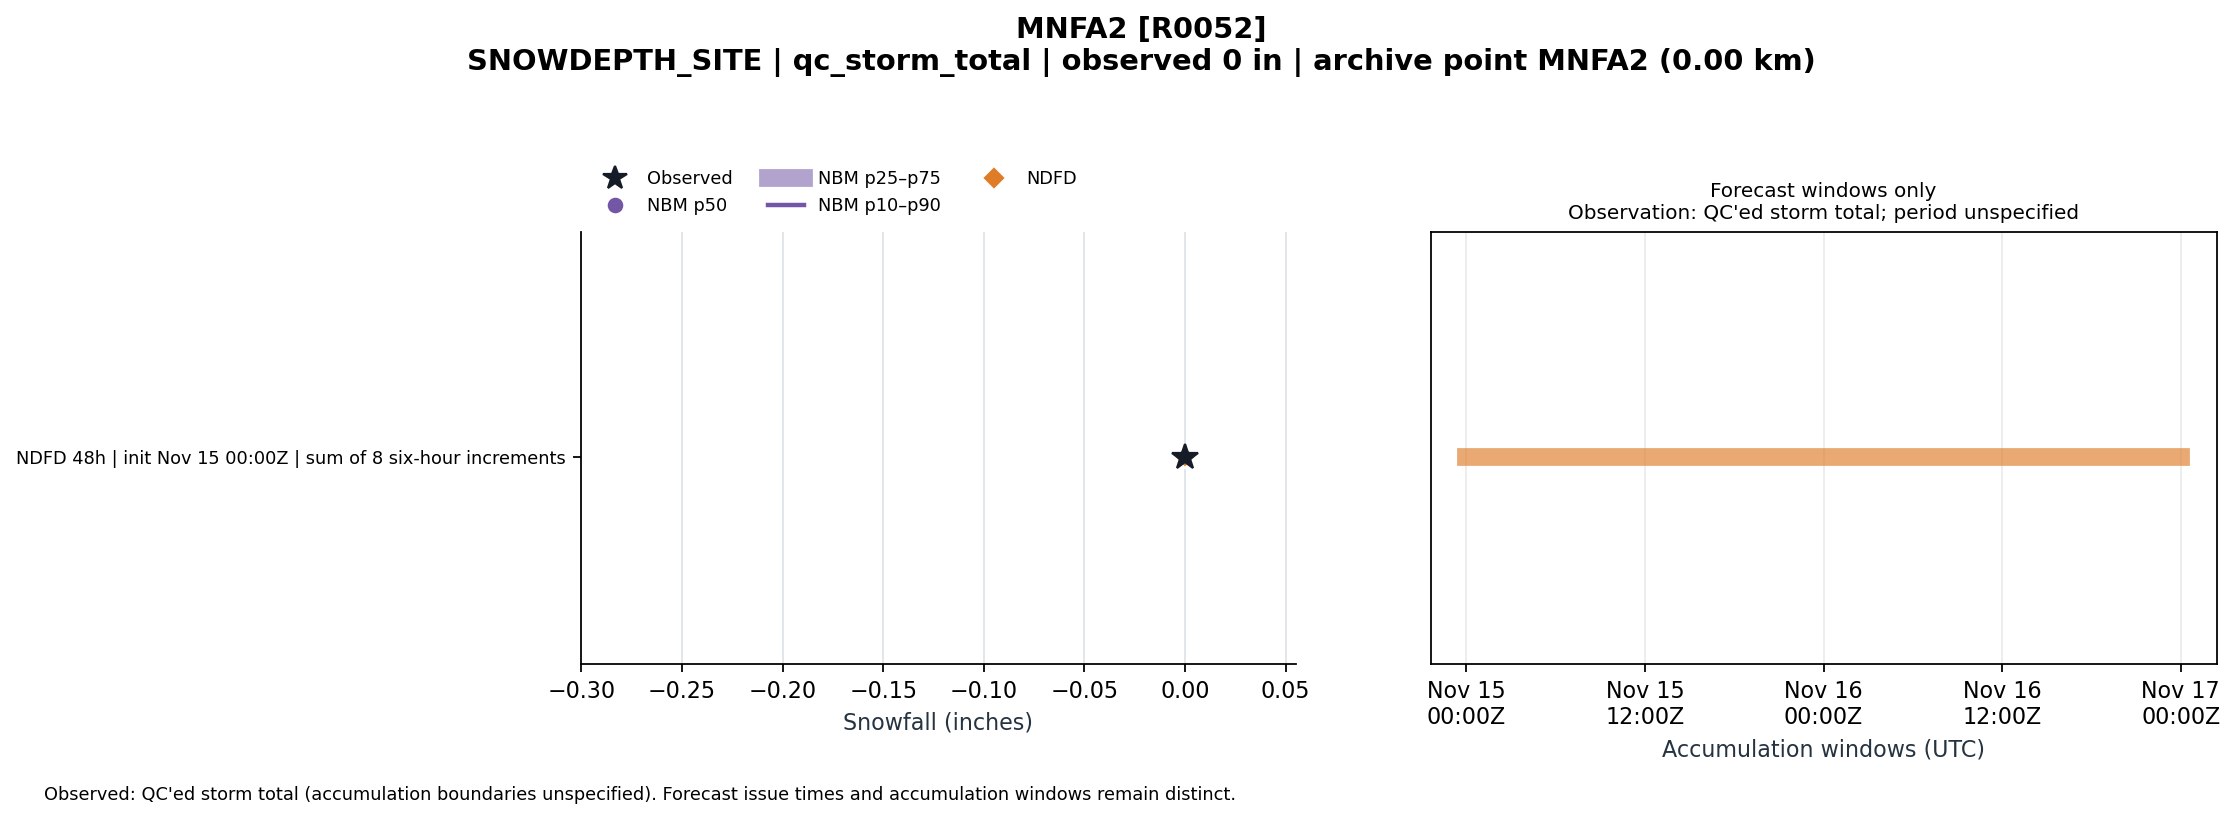 MNFA2 [R0052]
SNOWDEPTH_SITE | qc_storm_total | observed 0 in | archive point MNFA2 (0.00 km)
Observed
NBM p25–p75
NDFD
NBM p50
NBM p10–p90
Forecast windows only
Observation: QC'ed storm total; period unspecified
NDFD 48h | init Nov 15 00:00Z | sum of 8 six-hour increments
−0.30 −0.25 −0.20 −0.15 −0.10 −0.05 0.00 0.05
Snowfall (inches)
Nov 15 Nov 15 Nov 16 Nov 16 Nov 17
00:00Z 12:00Z 00:00Z 12:00Z 00:00Z
Accumulation windows (UTC)
Observed: QC'ed storm total (accumulation boundaries unspecified). Forecast issue times and accumulation windows remain distinct.